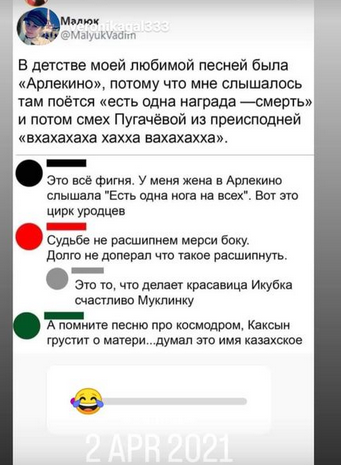 Малюк
@MalyukVadim
В детстве моей любимой песней была
«Арлекино», потому что мне слышалось
там поётся «есть одна награда —смерть»
и потом смех Пугачёвой из преисподней
«вхахахаха хахха вахахахха».
Это всё фигня. У меня жена в Арлекино
слышала "Есть одна нога на всех". Вот это
цирк уродцев
Судьбе не расшипнем мерси боку.
Долго не доперал что такое расшипнуть.
Это то, что делает красавица Икубка
счастливо Муклинку
А помните песню про космодром, Каксын
грустит о матери...думал это имя казахское
2 APR 2021